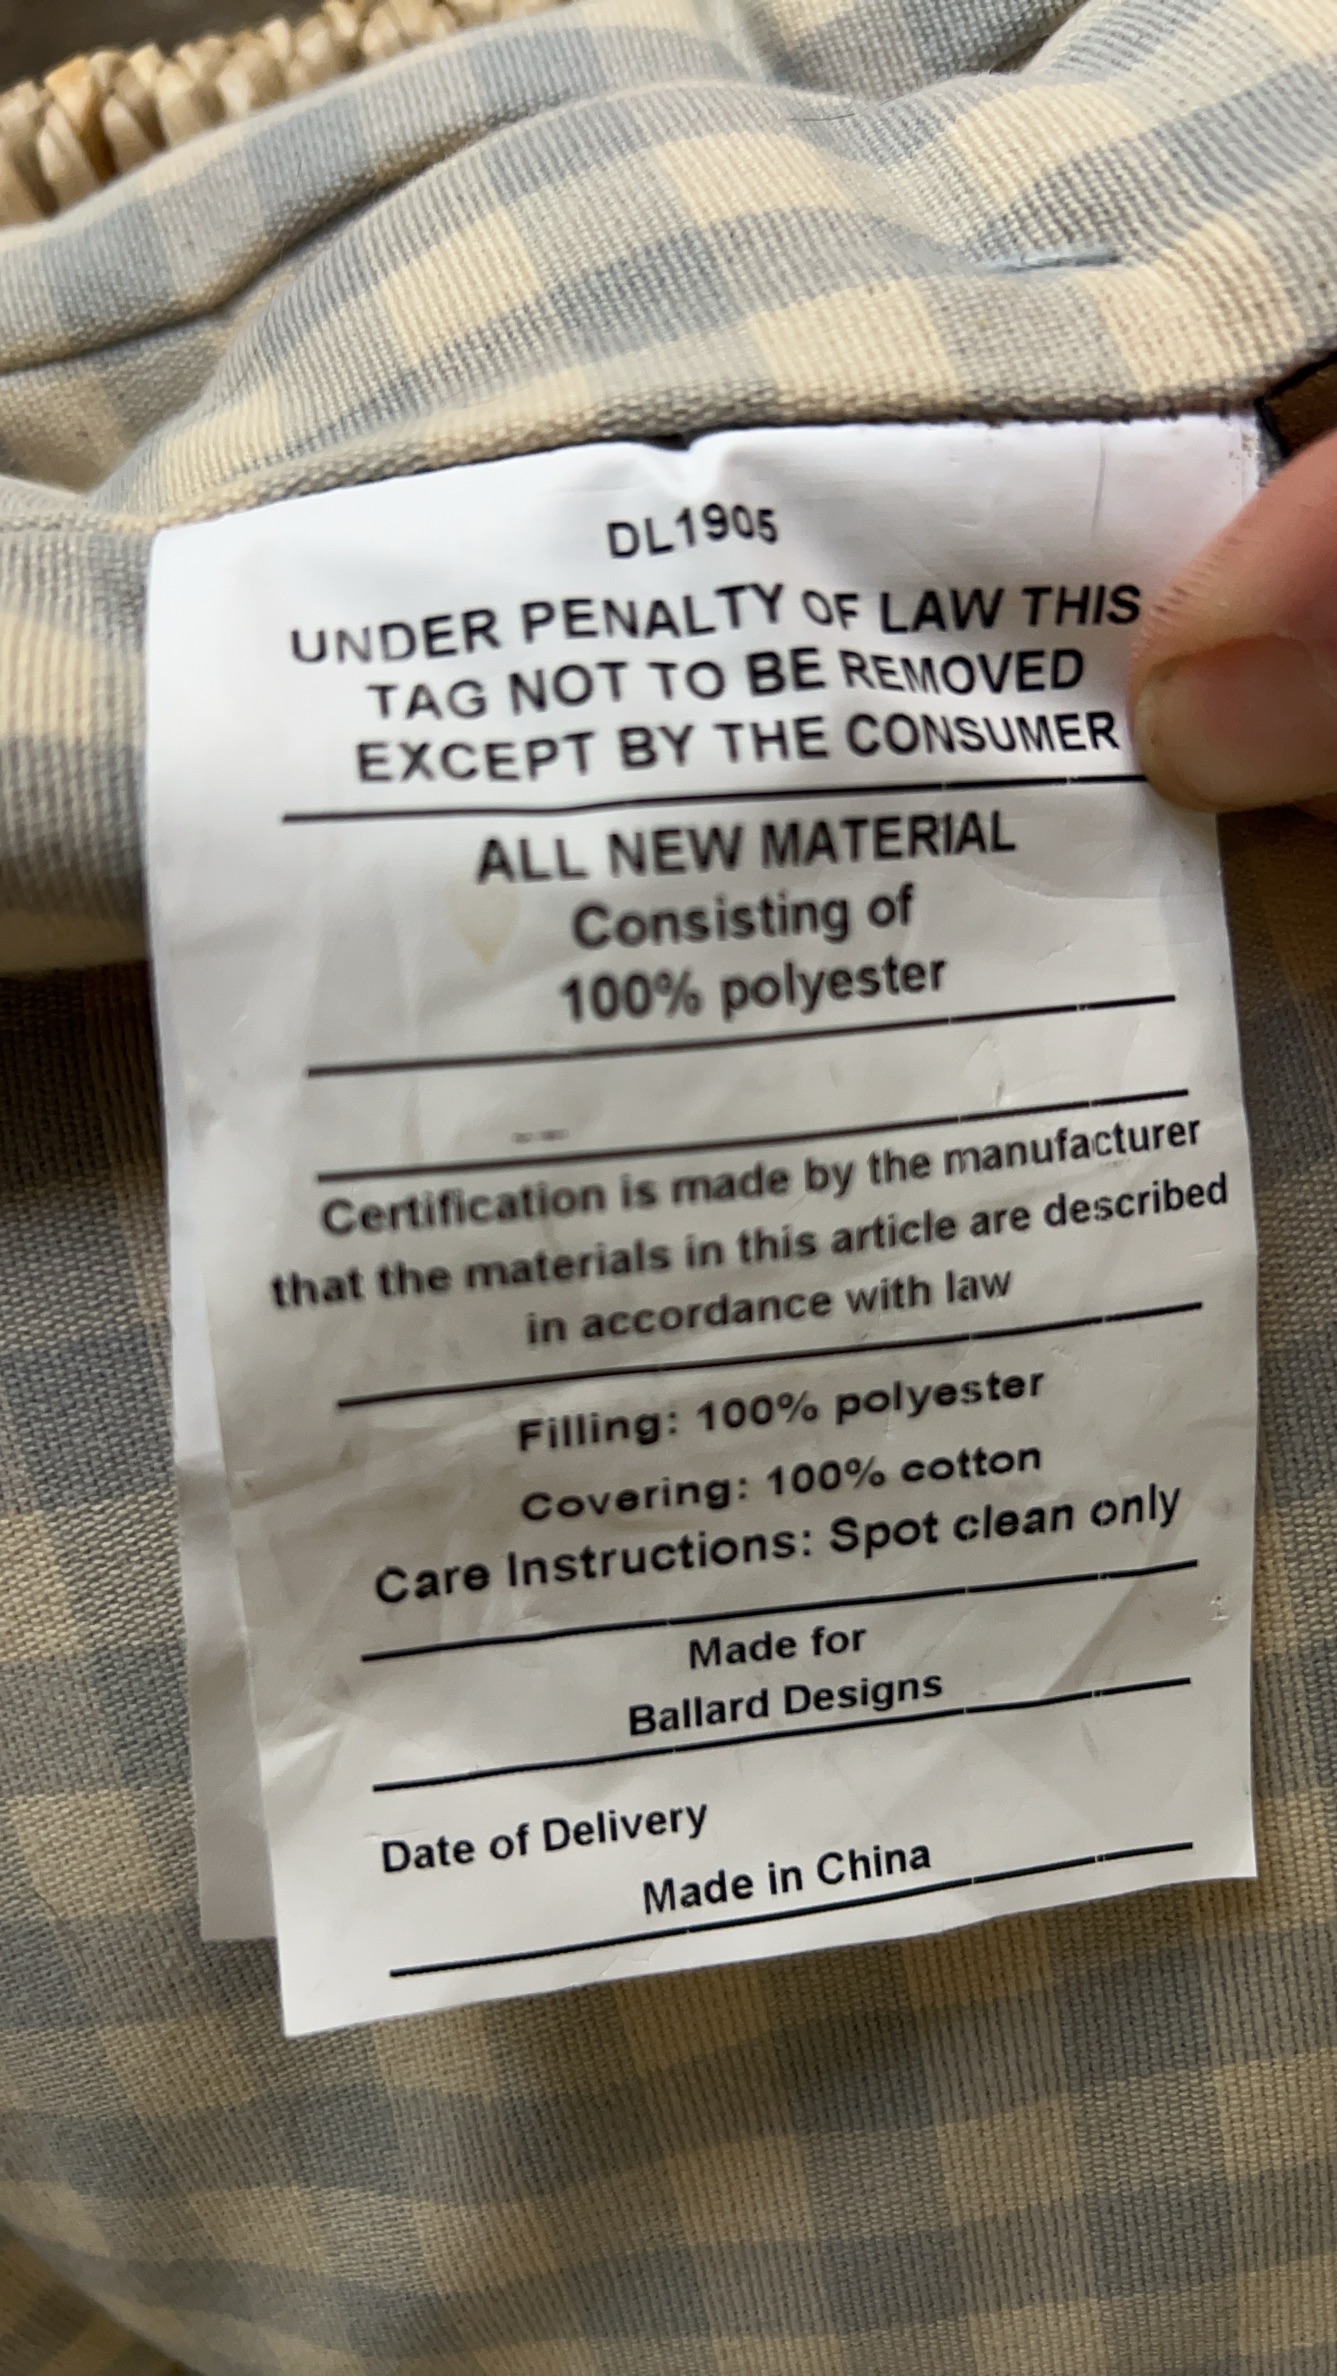 DL1905
UNDER PENALTY OF LAW THIS
TAG NOT TO BE REMOVED
EXCEPT BY THE CONSUMER
ALL NEW MATERIAL
Consisting of
100% polyester
Certification is made by the manufacturer
that the materials in this article are described
in accordance with law
Filling: 100% polyester
Covering: 100% cotton
Care Instructions: Spot clean only
Made for
Ballard Designs
Date of Delivery
Made in China